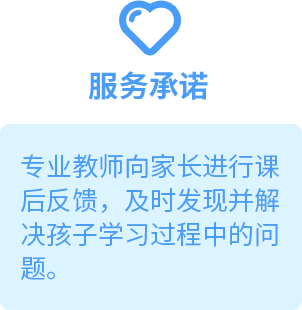 服务承诺
专业教师向家长进行课
后反馈，及时发现并解
决孩子学习过程中的问
题。